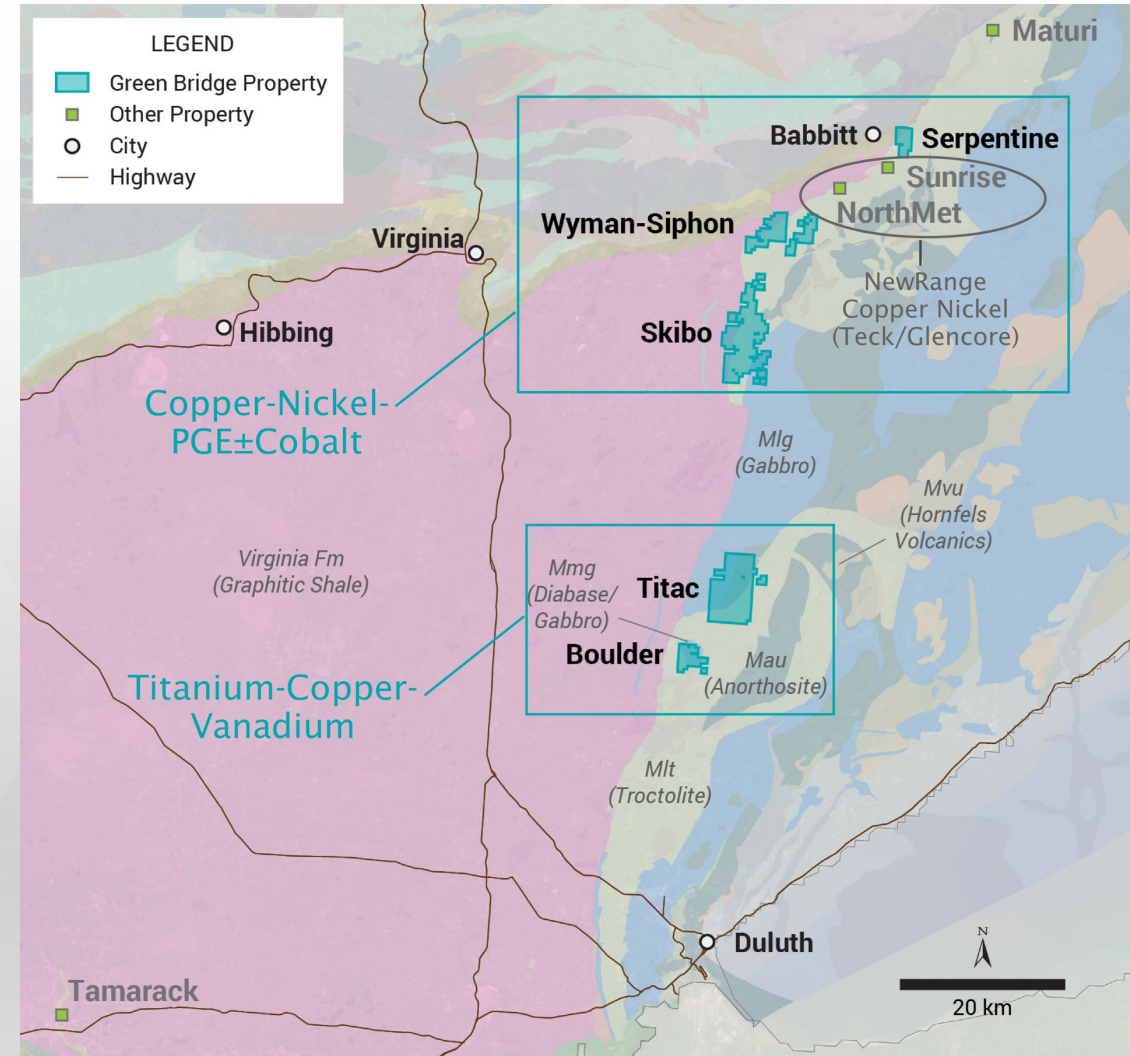 LEGEND
Green Bridge Property
Other Property
City
Highway
Maturi
Babbitt
Serpentine
Sunrise
NorthMet
Wyman-Siphon
Virginia
NewRange
Copper Nickel
(Teck/Glencore)
Hibbing
Skibo
Copper-Nickel-
PGE±Cobalt
Mlg
(Gabbro)
Mvu
(Hornfels
Volcanics)
Virginia Fm
(Graphitic Shale)
Mmg
(Diabase/
Gabbro)
Titac
Boulder
Mau
(Anorthosite)
Titanium-Copper-
Vanadium
Mlt
(Troctolite)
Duluth
N
20 km
Tamarack